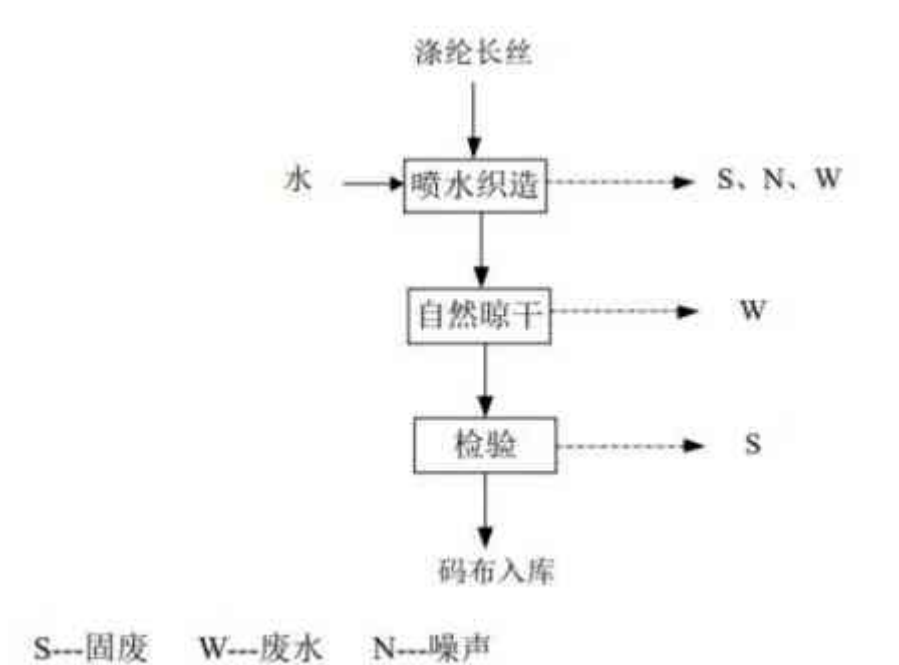 涤纶长丝
水 喷水织造 S、N、W
自然晾干 W
检验 S
码布入库
S---固废 W---废水 N---噪声